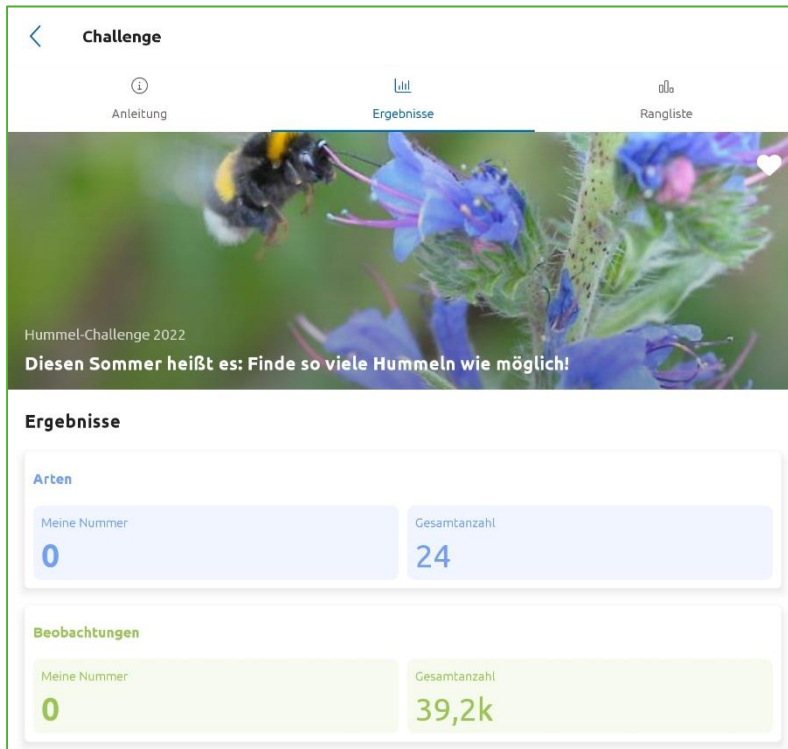 Challenge
Anleitung
Ergebnisse
Rangliste
Hummel-Challenge 2022
Diesen Sommer heißt es: Finde so viele Hummeln wie möglich!
Ergebnisse
Arten
Meine Nummer
0
Gesamtanzahl
24
Beobachtungen
Meine Nummer
0
Gesamtanzahl
39,2k